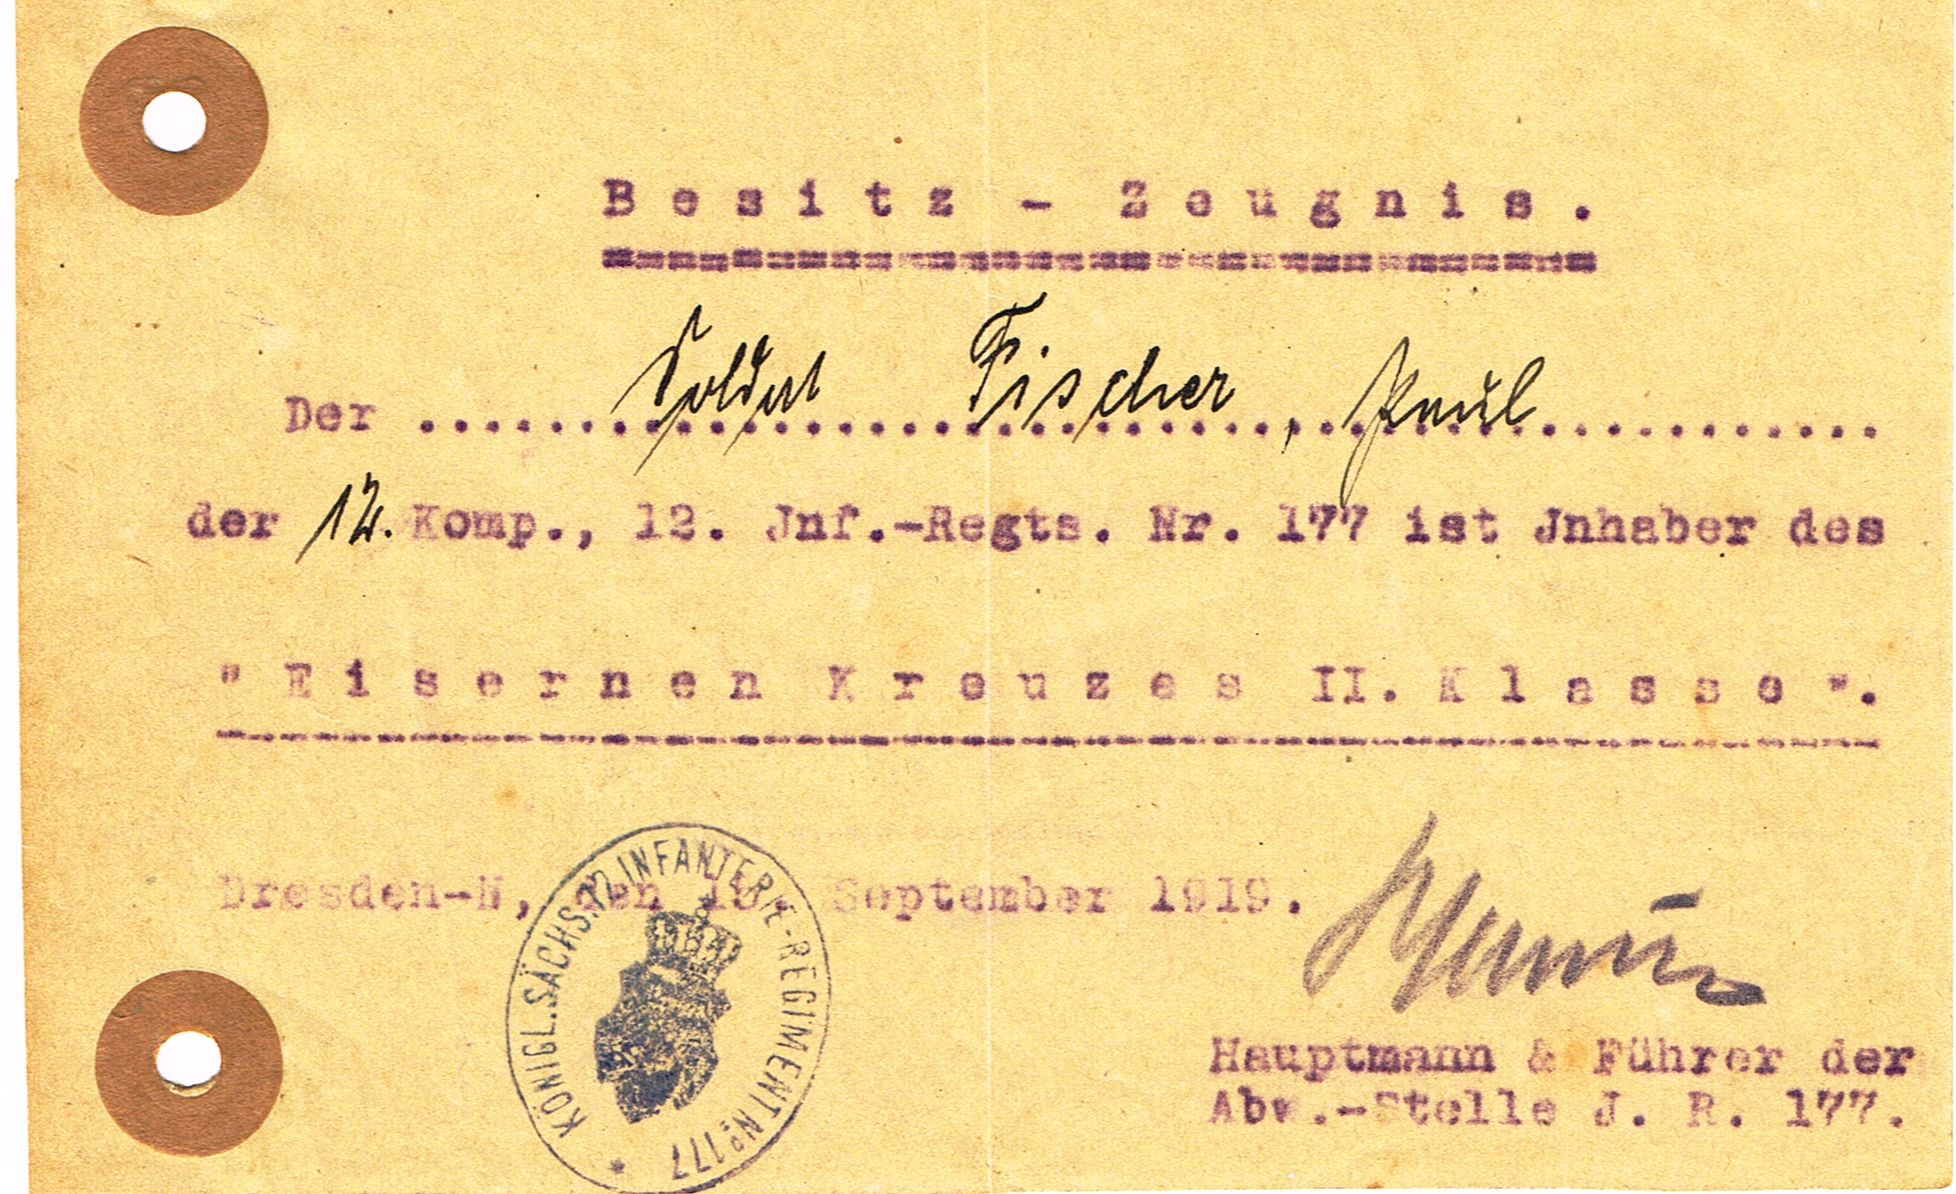 Besitz - Zeugnis.
Der ..... Soldat Fischer, Paul .....
der 12. Komp., 12. Jnf.-Regts. Nr. 177 ist Jnhaber des
"Eisernen Kreuzes II. Klasse".
Dresden-N, den September 1919.
KÖNIGL. SÄCHS. 12. INFANTERIE-REGIMENT No 177 *
Hauptmann & Führer der
Abw.-Stelle J. R. 177.